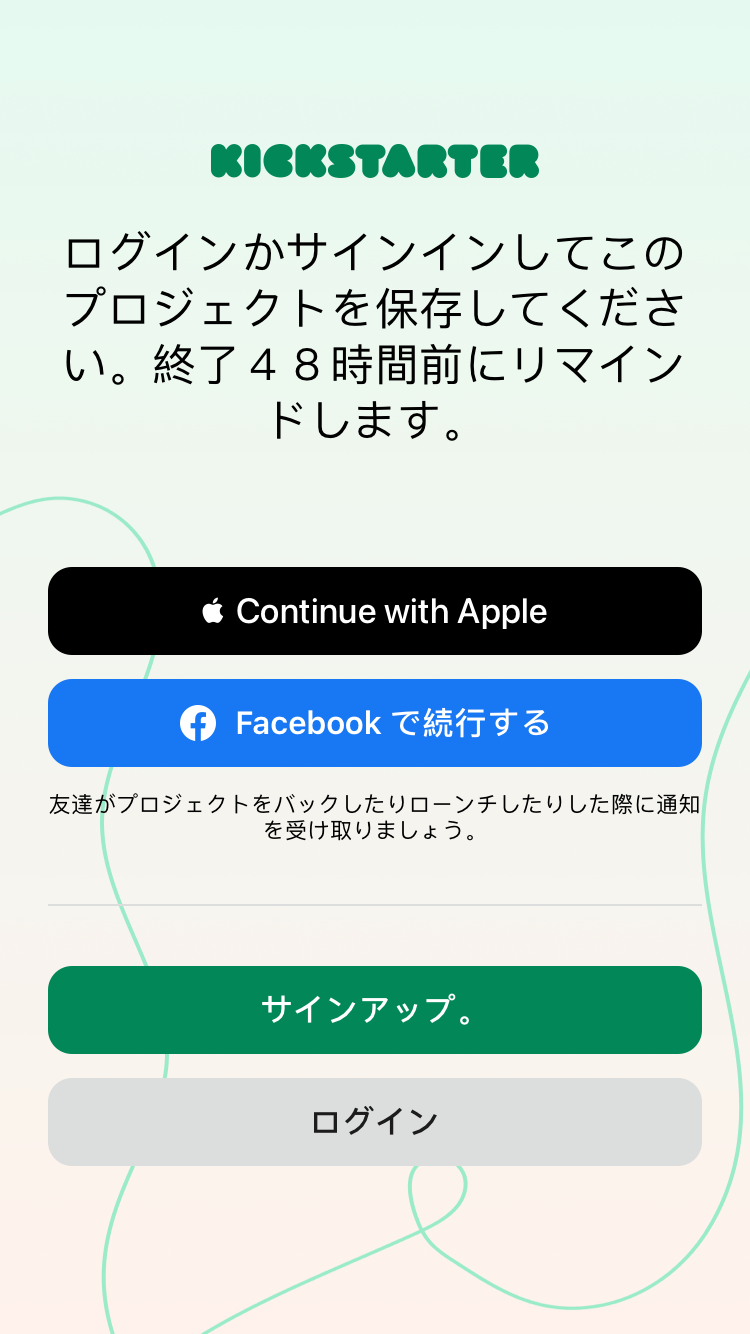 KICKSTARTER
ログインかサインインしてこの
プロジェクトを保存してくださ
い。終了４８時間前にリマイン
ドします。
Continue with Apple
Facebook で続行する
友達がプロジェクトをバックしたりローンチしたりした際に通知
を受け取りましょう。
サインアップ。
ログイン